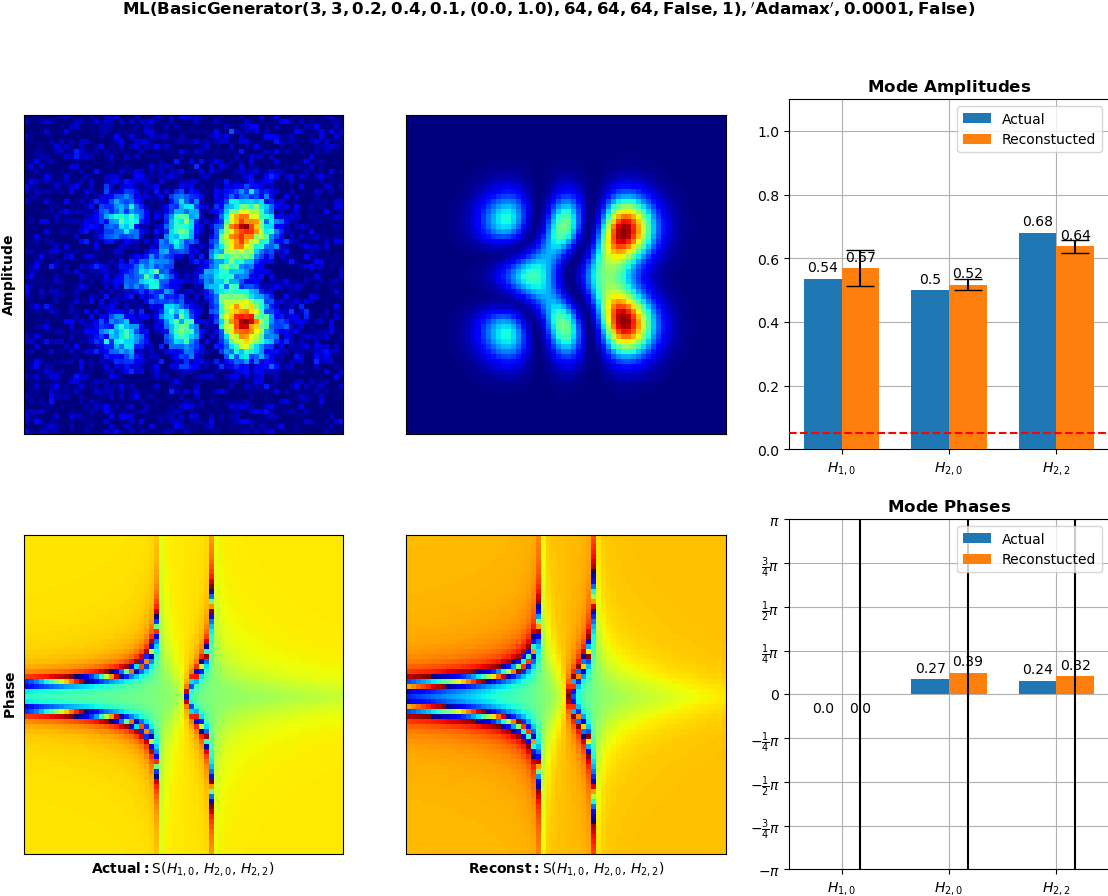 ML(BasicGenerator(3, 3, 0.2, 0.4, 0.1, (0.0, 1.0), 64, 64, 64, False, 1), 'Adamax', 0.0001, False)
Amplitude
Mode Amplitudes
Actual
Reconstucted
1.0
0.8
0.6
0.4
0.2
0.0
0.54
0.57
0.5
0.52
0.68
0.64
H1,0
H2,0
H2,2
Phase
Actual: S(H1,0, H2,0, H2,2)
Reconst: S(H1,0, H2,0, H2,2)
Mode Phases
Actual
Reconstucted
π
3/4π
1/2π
1/4π
0
−1/4π
−1/2π
−3/4π
−π
0.0
0.0
0.27
0.39
0.24
0.32
H1,0
H2,0
H2,2